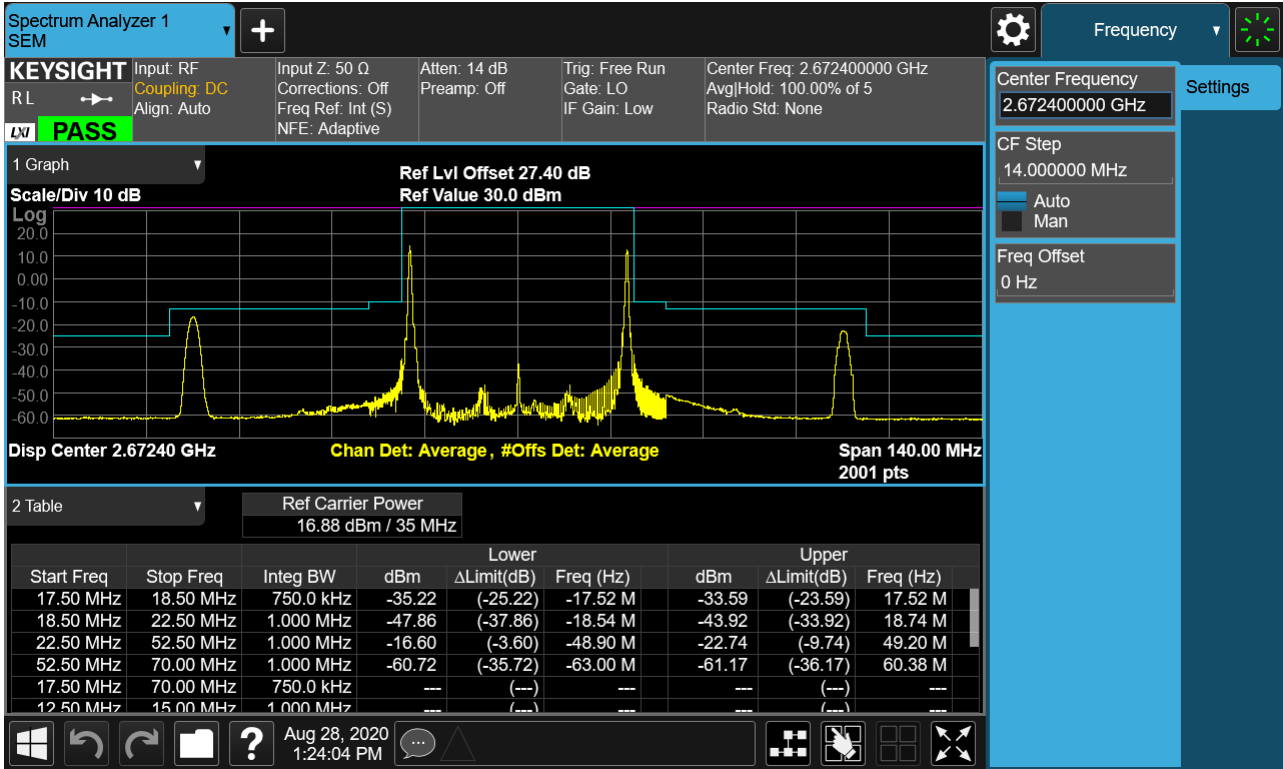 Spectrum Analyzer 1
SEM
Frequency
KEYSIGHT
R L
LXI PASS
Input: RF
Coupling: DC
Align: Auto
Input Z: 50 Ω
Corrections: Off
Freq Ref: Int (S)
NFE: Adaptive
Atten: 14 dB
Preamp: Off
Trig: Free Run
Gate: LO
IF Gain: Low
Center Freq: 2.672400000 GHz
Avg|Hold: 100.00% of 5
Radio Std: None
Center Frequency
2.672400000 GHz
Settings
CF Step
14.000000 MHz
Auto
Man
Freq Offset
0 Hz
1 Graph
Scale/Div 10 dB
Ref Lvl Offset 27.40 dB
Ref Value 30.0 dBm
Log
20.0
10.0
0.00
-10.0
-20.0
-30.0
-40.0
-50.0
-60.0
Disp Center 2.67240 GHz Chan Det: Average , #Offs Det: Average Span 140.00 MHz
2001 pts
2 Table
Ref Carrier Power
16.88 dBm / 35 MHz
Lower Upper
Start Freq Stop Freq Integ BW dBm ΔLimit(dB) Freq (Hz) dBm ΔLimit(dB) Freq (Hz)
17.50 MHz 18.50 MHz 750.0 kHz -35.22 (-25.22) -17.52 M -33.59 (-23.59) 17.52 M
18.50 MHz 22.50 MHz 1.000 MHz -47.86 (-37.86) -18.54 M -43.92 (-33.92) 18.74 M
22.50 MHz 52.50 MHz 1.000 MHz -16.60 (-3.60) -48.90 M -22.74 (-9.74) 49.20 M
52.50 MHz 70.00 MHz 1.000 MHz -60.72 (-35.72) -63.00 M -61.17 (-36.17) 60.38 M
17.50 MHz 70.00 MHz 750.0 kHz --- (---) --- --- (---) ---
12.50 MHz 15.00 MHz 1.000 MHz --- (---) --- --- (---) ---
?
Aug 28, 2020
1:24:04 PM